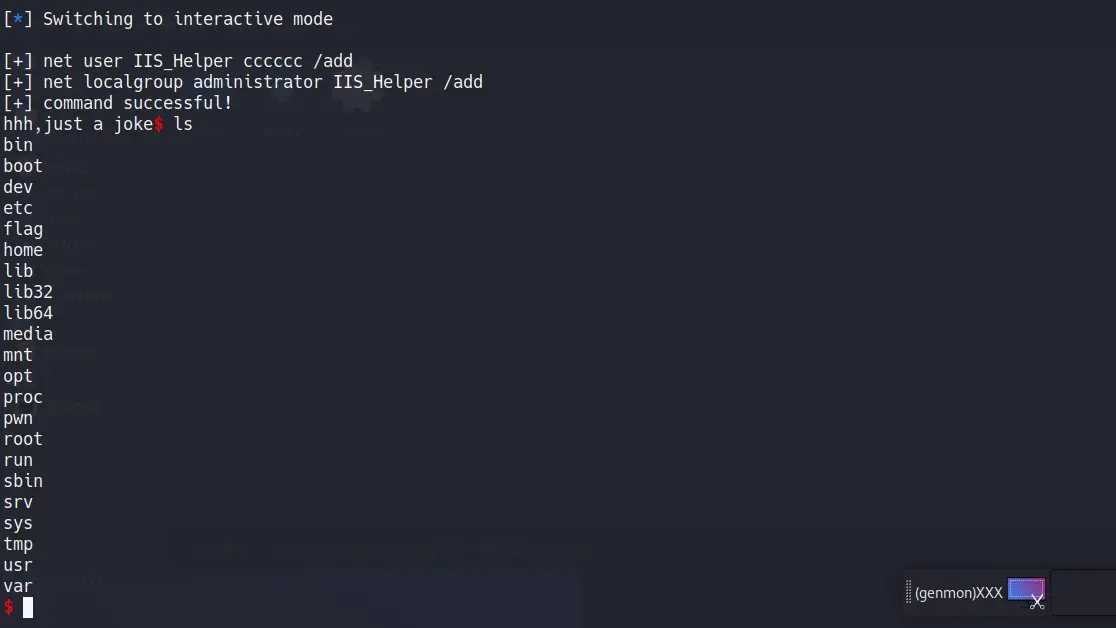 [*] Switching to interactive mode
[+] net user IIS_Helper cccccc /add
[+] net localgroup administrator IIS_Helper /add
[+] command successful!
hhh,just a joke$ ls
bin
boot
dev
etc
flag
home
lib
lib32
lib64
media
mnt
opt
proc
pwn
root
run
sbin
srv
sys
tmp
usr
var
$
(genmon)XXX